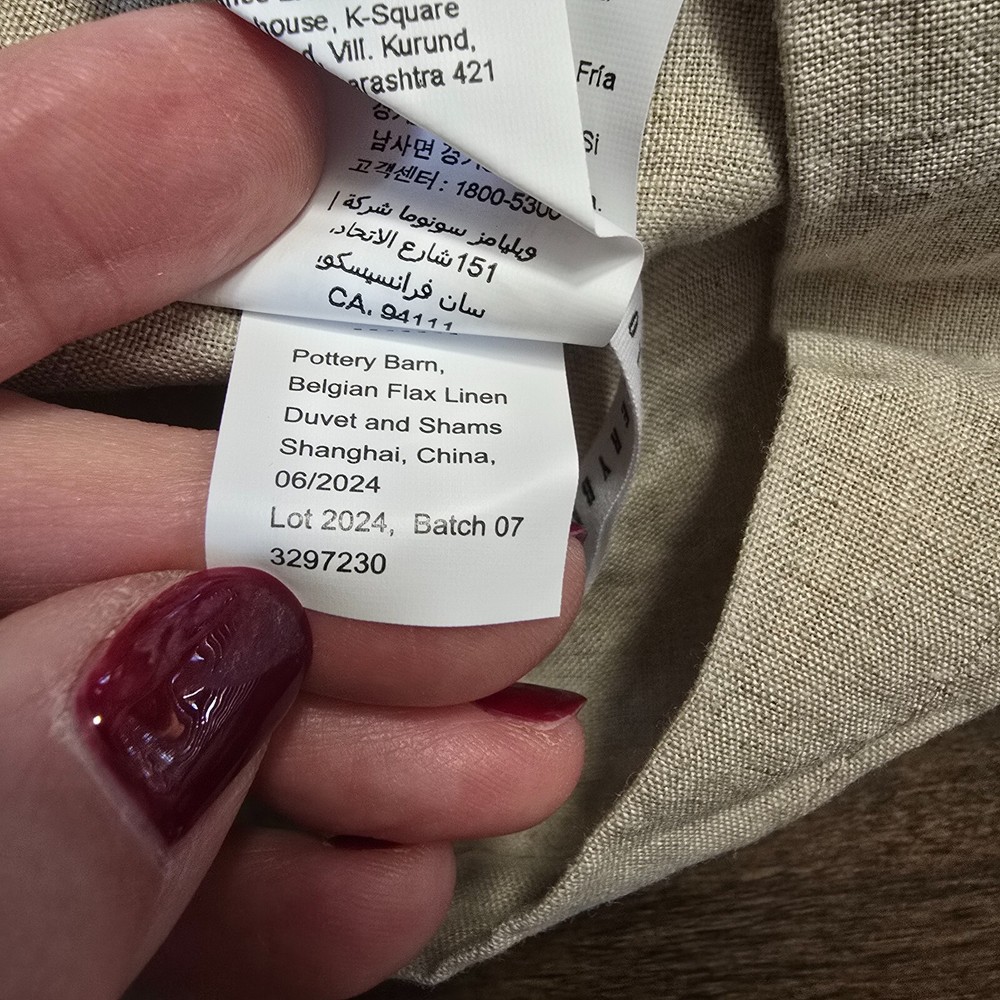 house, K-Square
Vill. Kurund,
421
Fría
Si
남사면
고객센터 : 1800-5300
ويليامز سونوما شركة |
151 شارع الاتحاد,
سان فرانسيسكو,
CA, 94111
Pottery Barn,
Belgian Flax Linen
Duvet and Shams
Shanghai, China,
06/2024
Lot 2024, Batch 07
3297230